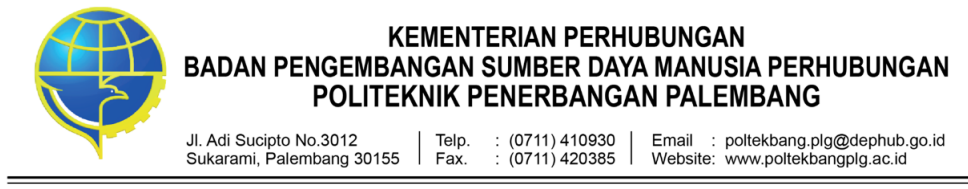 KEMENTERIAN PERHUBUNGAN
BADAN PENGEMBANGAN SUMBER DAYA MANUSIA PERHUBUNGAN
POLITEKNIK PENERBANGAN PALEMBANG
Jl. Adi Sucipto No.3012 | Telp. : (0711) 410930 | Email : poltekbang.plg@dephub.go.id
Sukarami, Palembang 30155 | Fax. : (0711) 420385 | Website: www.poltekbangplg.ac.id